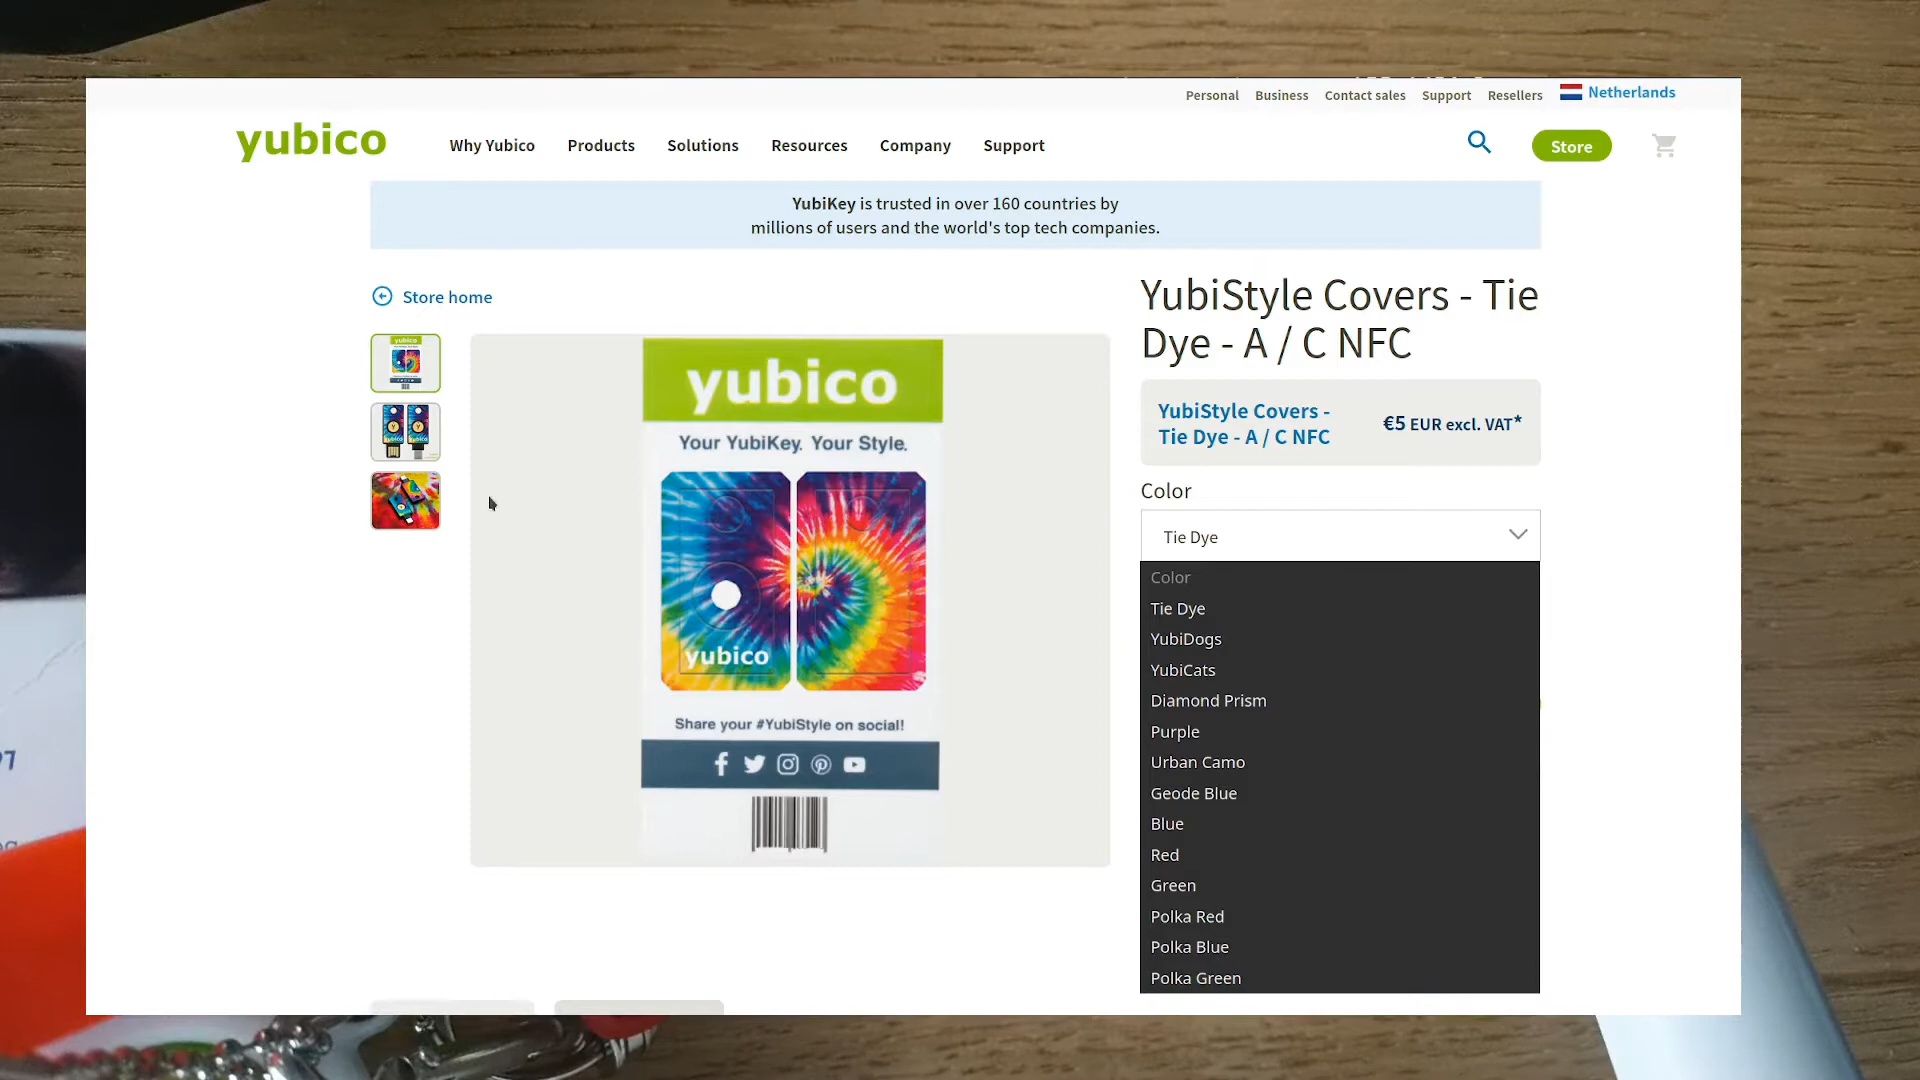 Personal Business Contact sales Support Resellers Netherlands
yubico
Why Yubico Products Solutions Resources Company Support
Store
YubiKey is trusted in over 160 countries by
millions of users and the world's top tech companies.
Store home
yubico
Your YubiKey. Your Style.
yubico
Share your #YubiStyle on social!
YubiStyle Covers - Tie
Dye - A / C NFC
YubiStyle Covers -
Tie Dye - A / C NFC
€5 EUR excl. VAT*
Color
Tie Dye
Color
Tie Dye
YubiDogs
YubiCats
Diamond Prism
Purple
Urban Camo
Geode Blue
Blue
Red
Green
Polka Red
Polka Blue
Polka Green